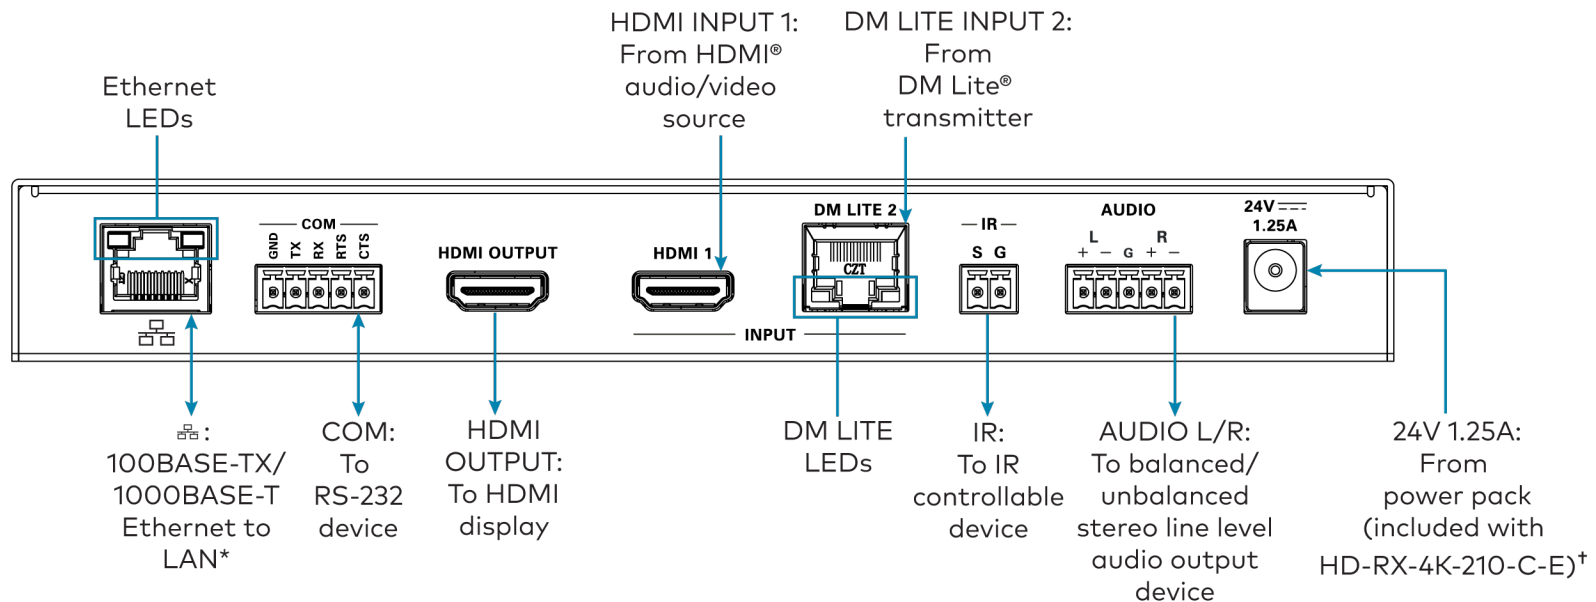 HDMI INPUT 1:
From HDMI®
audio/video
source
DM LITE INPUT 2:
From
DM Lite®
transmitter
Ethernet
LEDs
COM
GND
TX
RX
RTS
CTS
HDMI OUTPUT
HDMI 1
DM LITE 2
CZT
INPUT
IR
S G
AUDIO
L R
+ − G + −
24V
1.25A
:
100BASE-TX/
1000BASE-T
Ethernet to
LAN*
COM:
To
RS-232
device
HDMI
OUTPUT:
To HDMI
display
DM LITE
LEDs
IR:
To IR
controllable
device
AUDIO L/R:
To balanced/
unbalanced
stereo line level
audio output
device
24V 1.25A:
From
power pack
(included with
HD-RX-4K-210-C-E)†